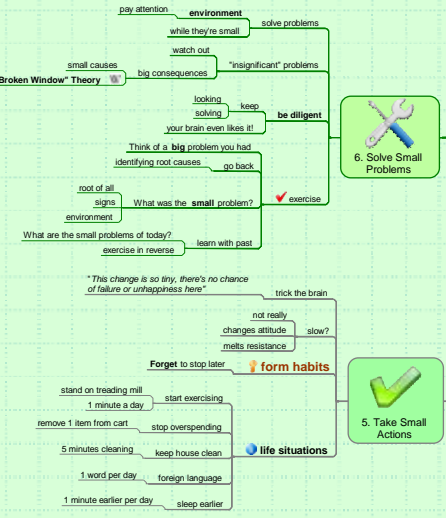 pay attention
environment
while they're small
solve problems
watch out
small causes
Broken Window" Theory
big consequences
"insignificant" problems
looking
solving
keep
your brain even likes it!
be diligent
Think of a big problem you had
identifying root causes
go back
root of all
signs
environment
What was the small problem?
exercise
What are the small problems of today?
exercise in reverse
learn with past
6. Solve Small
Problems
"This change is so tiny, there's no chance
of failure or unhappiness here"
trick the brain
not really
changes attitude
melts resistance
slow?
Forget to stop later
form habits
stand on treading mill
1 minute a day
start exercising
remove 1 item from cart
stop overspending
5 minutes cleaning
keep house clean
1 word per day
foreign language
1 minute earlier per day
sleep earlier
life situations
5. Take Small
Actions